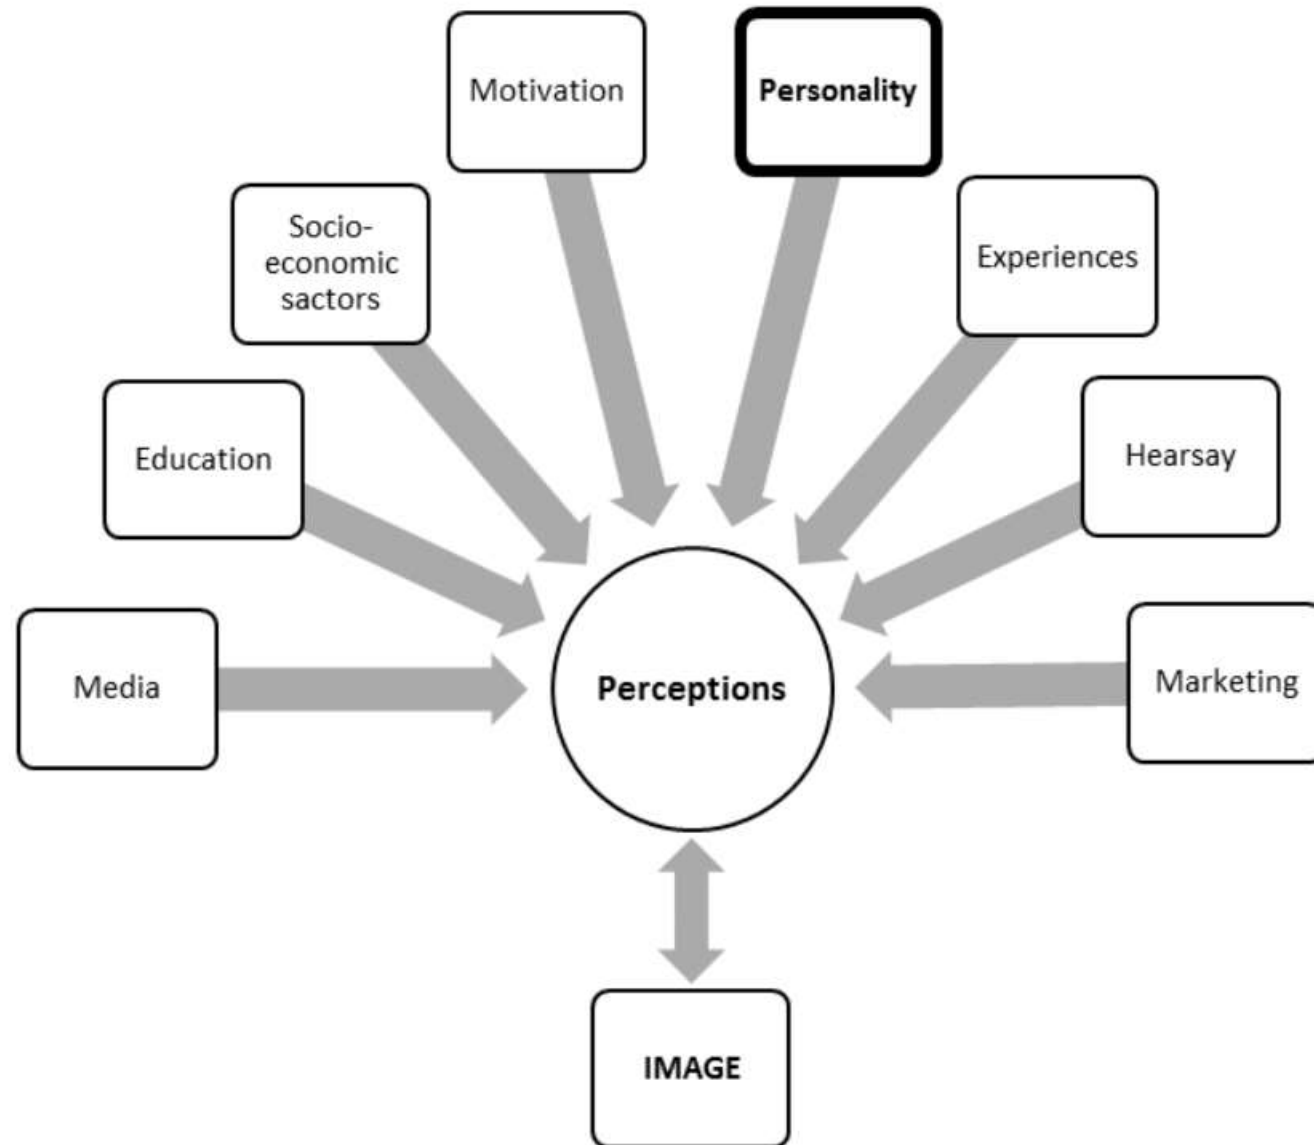 Motivation
Personality
Socio-
economic
sactors
Experiences
Education
Hearsay
Media
Perceptions
Marketing
IMAGE